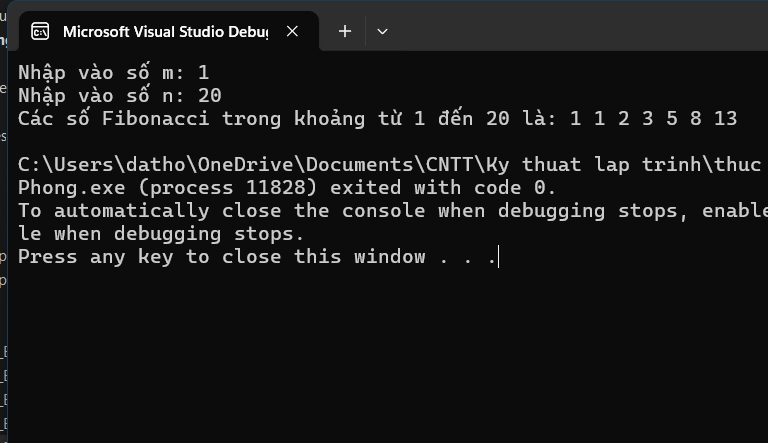 Microsoft Visual Studio Debug
Nhập vào số m: 1
Nhập vào số n: 20
Các số Fibonacci trong khoảng từ 1 đến 20 là: 1 1 2 3 5 8 13
C:\Users\datho\OneDrive\Documents\CNTT\Ky thuat lap trinh\thuc
Phong.exe (process 11828) exited with code 0.
To automatically close the console when debugging stops, enable
le when debugging stops.
Press any key to close this window . . .